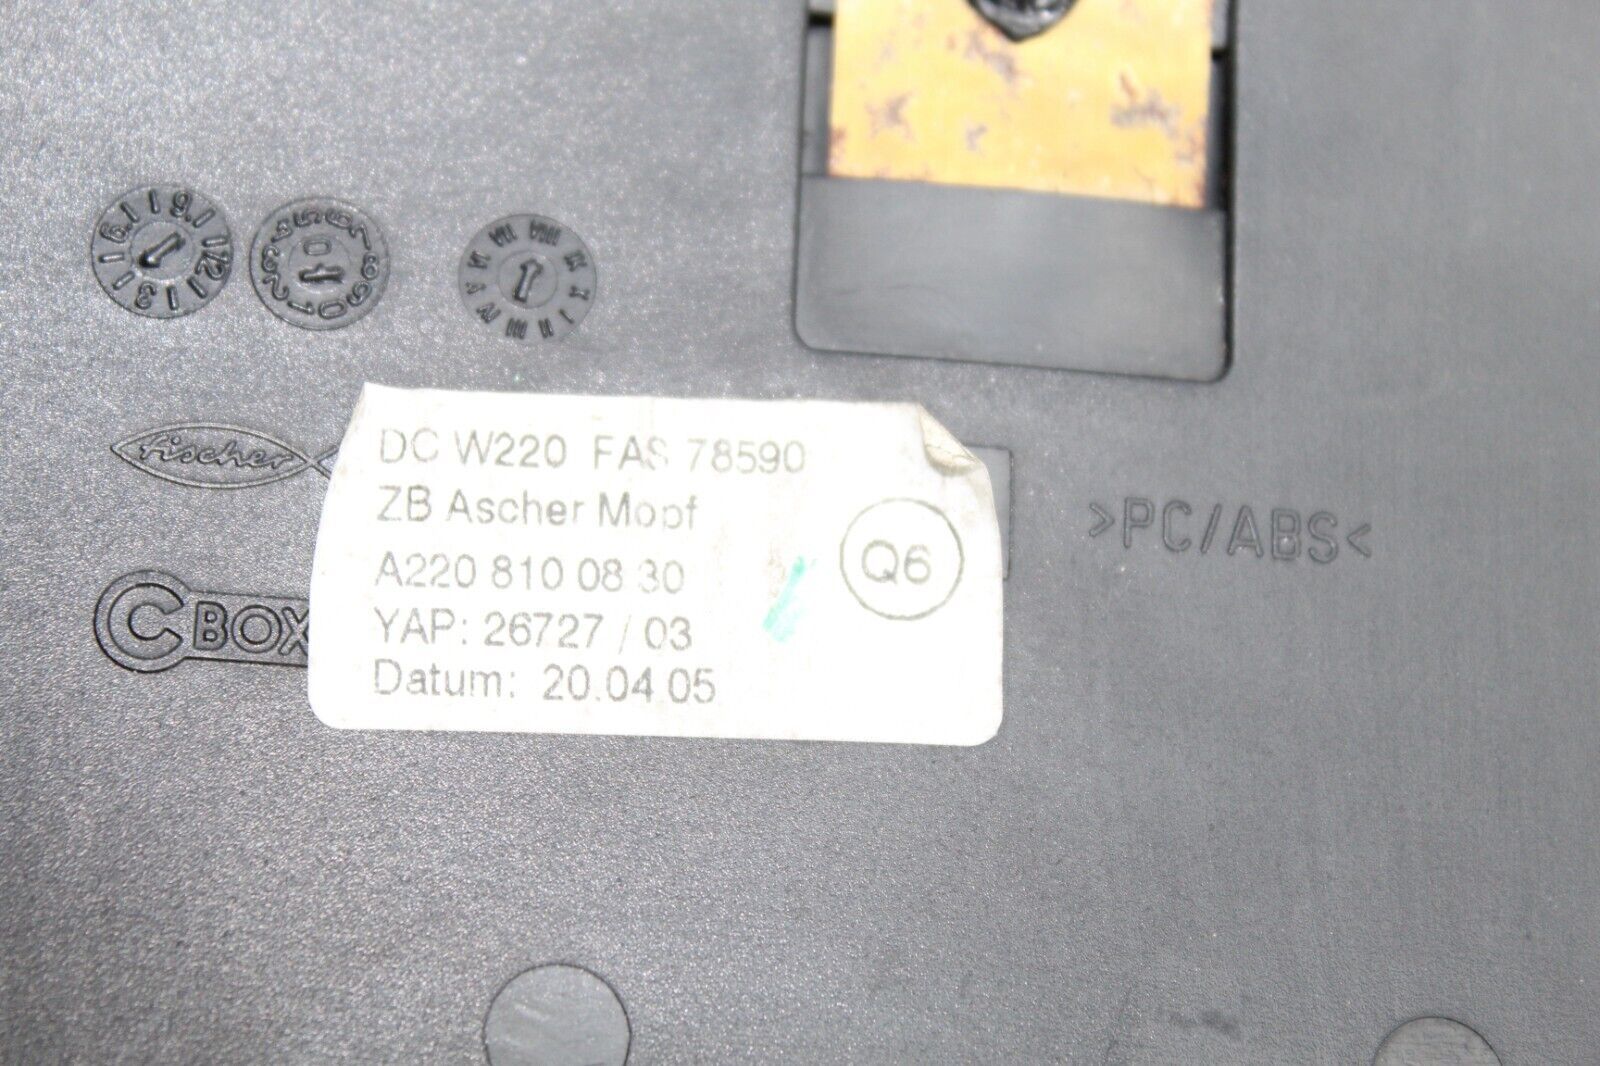 fischer
DC W220 FAS 78590
ZB Ascher Mopf
A220 810 08 30
YAP: 26727 / 03
Datum: 20.04.05
Q6
>PC/ABS<
C BOX